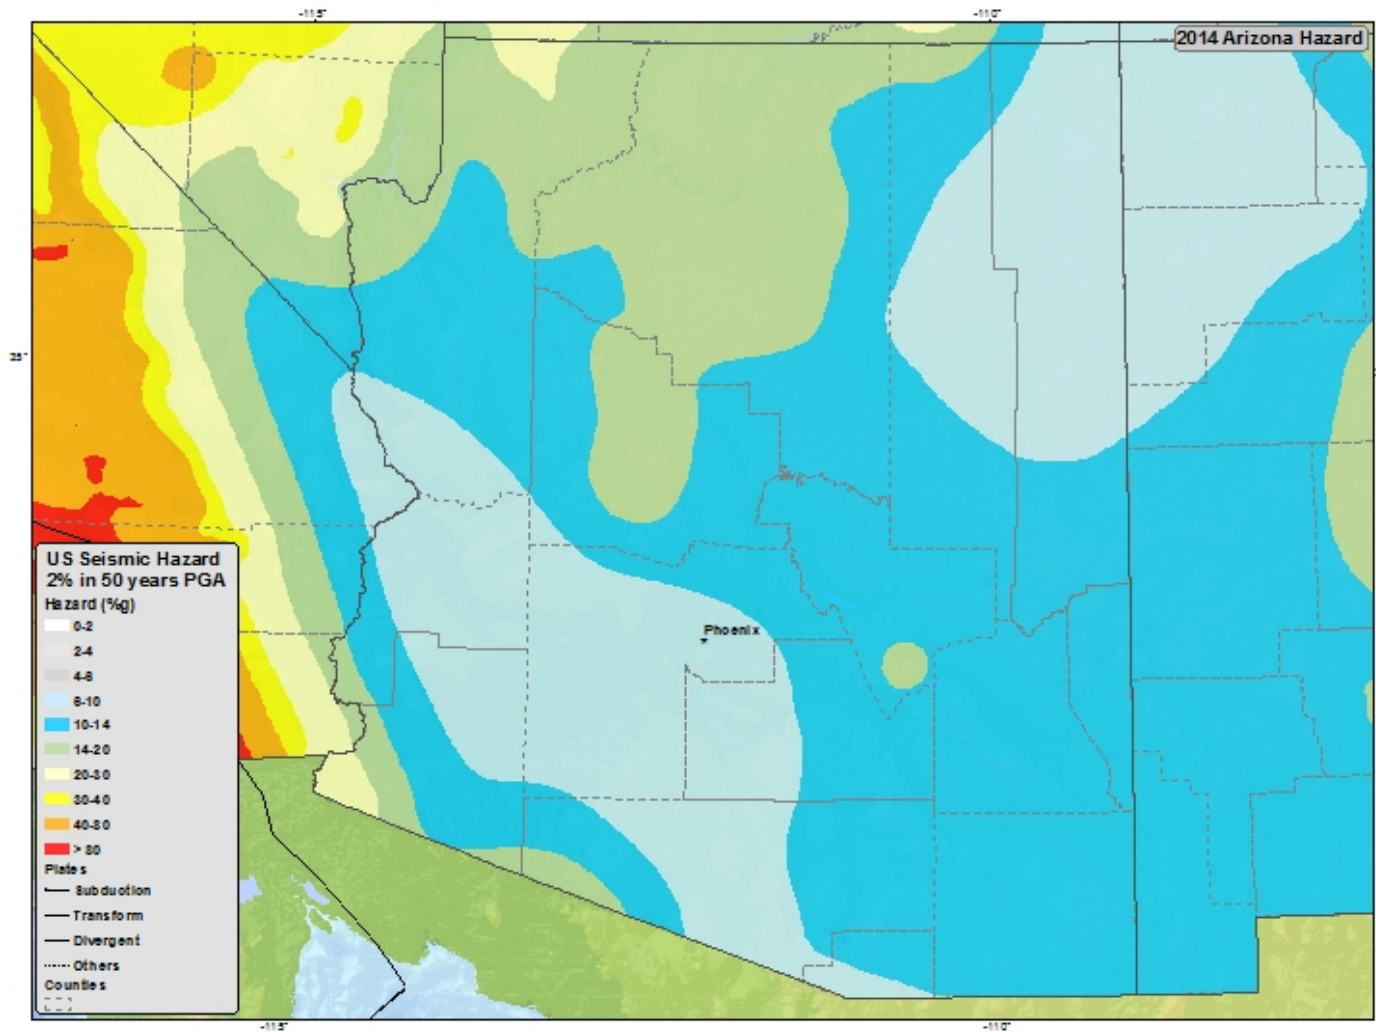 -115°
-110°
2014 Arizona Hazard
Phoenix
US Seismic Hazard
2% in 50 years PGA
Hazard (%g)
0-2
2-4
4-6
6-10
10-14
14-20
20-30
30-40
40-80
> 80
Plates
Subduction
Transform
Divergent
Others
Counties
-115°
-110°